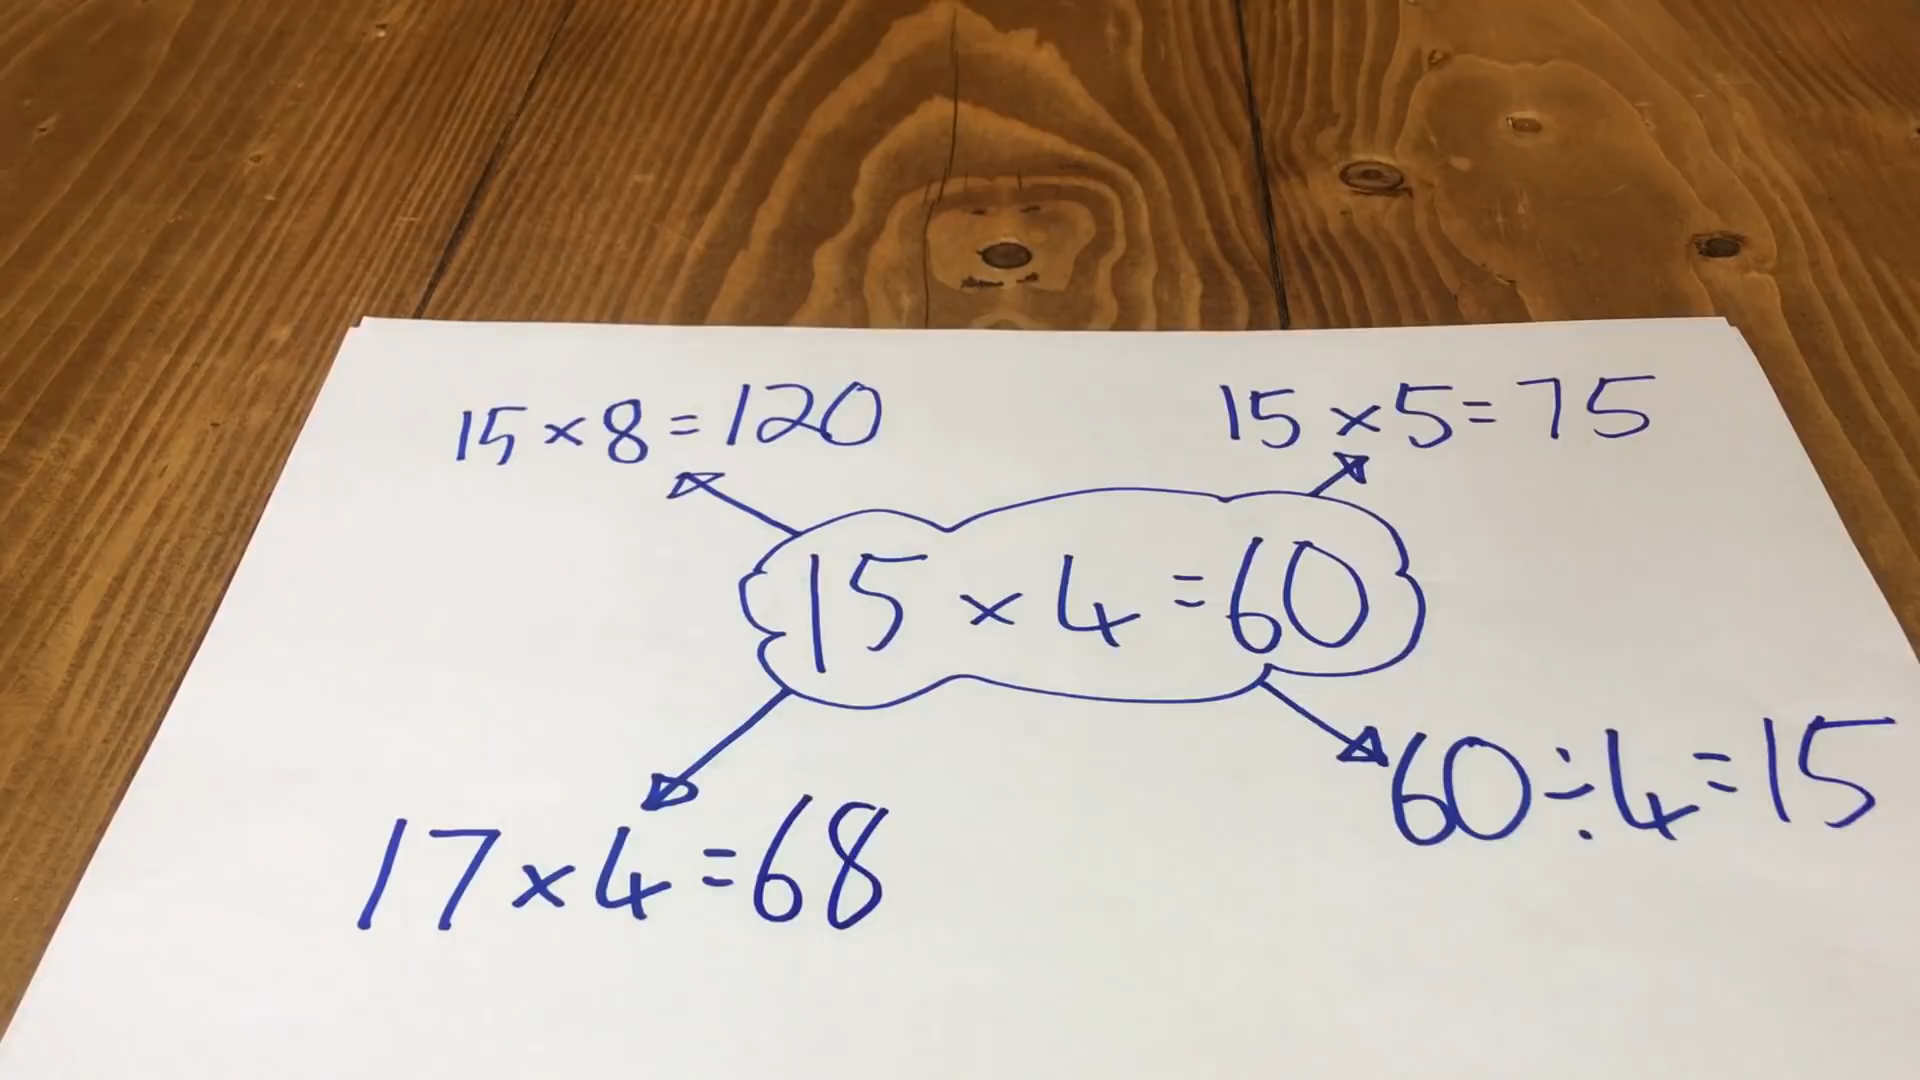 15 × 8 = 120
15 × 5 = 75
15 × 4 = 60
60 ÷ 4 = 15
17 × 4 = 68